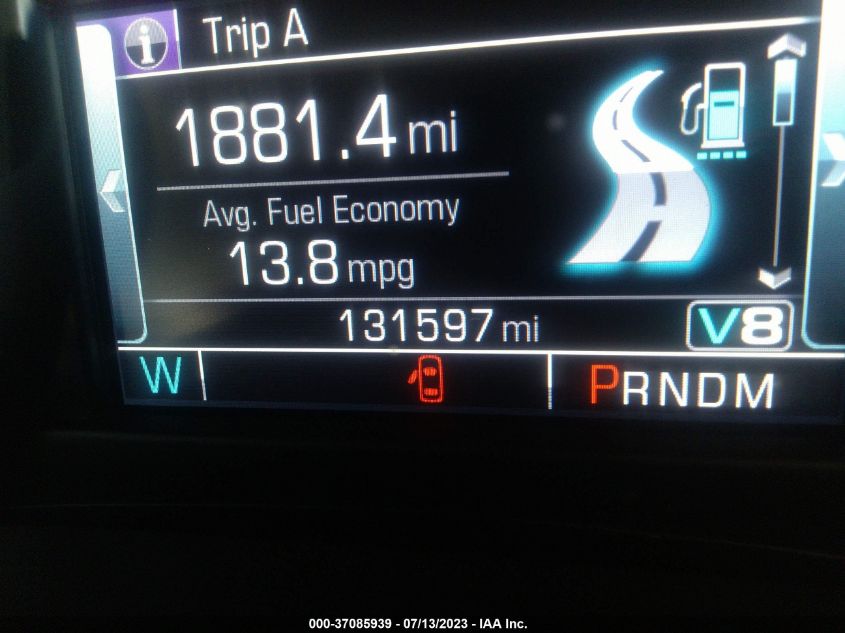 i Trip A
1881.4 mi
Avg. Fuel Economy
13.8 mpg
131597 mi V8
W PRNDM
000-37085939 - 07/13/2023 - IAA Inc.